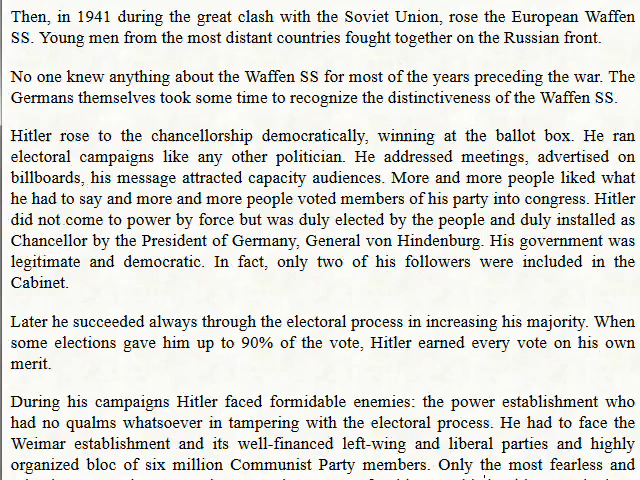 Then, in 1941 during the great clash with the Soviet Union, rose the European Waffen
SS. Young men from the most distant countries fought together on the Russian front.
No one knew anything about the Waffen SS for most of the years preceding the war. The
Germans themselves took some time to recognize the distinctiveness of the Waffen SS.
Hitler rose to the chancellorship democratically, winning at the ballot box. He ran
electoral campaigns like any other politician. He addressed meetings, advertised on
billboards, his message attracted capacity audiences. More and more people liked what
he had to say and more and more people voted members of his party into congress. Hitler
did not come to power by force but was duly elected by the people and duly installed as
Chancellor by the President of Germany, General von Hindenburg. His government was
legitimate and democratic. In fact, only two of his followers were included in the
Cabinet.
Later he succeeded always through the electoral process in increasing his majority. When
some elections gave him up to 90% of the vote, Hitler earned every vote on his own
merit.
During his campaigns Hitler faced formidable enemies: the power establishment who
had no qualms whatsoever in tampering with the electoral process. He had to face the
Weimar establishment and its well-financed left-wing and liberal parties and highly
organized bloc of six million Communist Party members. Only the most fearless and